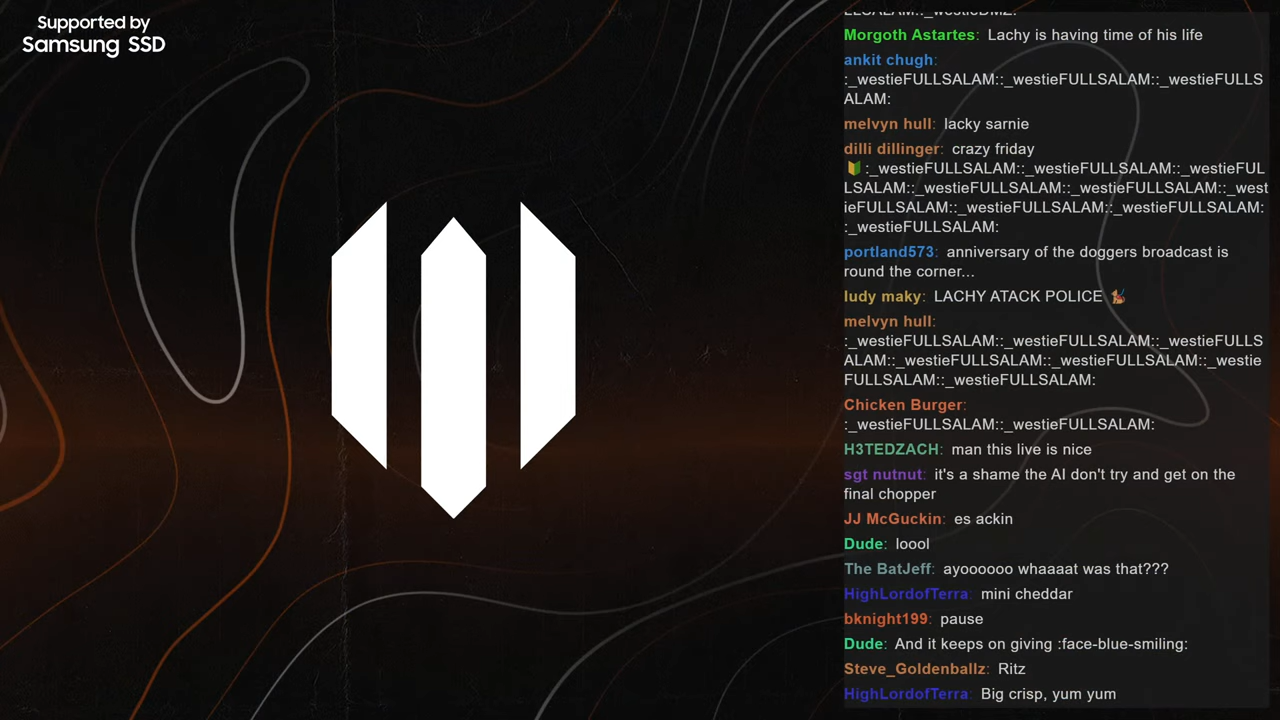 Supported by
Samsung SSD
Morgoth Astartes: Lachy is having time of his life
ankit chugh:
:_westieFULLSALAM::_westieFULLSALAM::_westieFULLS
ALAM:
melvyn hull: lacky sarnie
dilli dillinger: crazy friday
:_westieFULLSALAM::_westieFULLSALAM::_westieFUL
LSALAM::_westieFULLSALAM::_westieFULLSALAM::_west
ieFULLSALAM::_westieFULLSALAM::_westieFULLSALAM:
:_westieFULLSALAM:
portland573: anniversary of the doggers broadcast is
round the corner...
ludy maky: LACHY ATACK POLICE
melvyn hull:
:_westieFULLSALAM::_westieFULLSALAM::_westieFULLS
ALAM::_westieFULLSALAM::_westieFULLSALAM::_westie
FULLSALAM::_westieFULLSALAM:
Chicken Burger:
:_westieFULLSALAM::_westieFULLSALAM:
H3TEDZACH: man this live is nice
sgt nutnut: it's a shame the AI don't try and get on the
final chopper
JJ McGuckin: es ackin
Dude: loool
The BatJeff: ayoooooo whaaaat was that???
HighLordofTerra: mini cheddar
bknight199: pause
Dude: And it keeps on giving :face-blue-smiling:
Steve_Goldenballz: Ritz
HighLordofTerra: Big crisp, yum yum